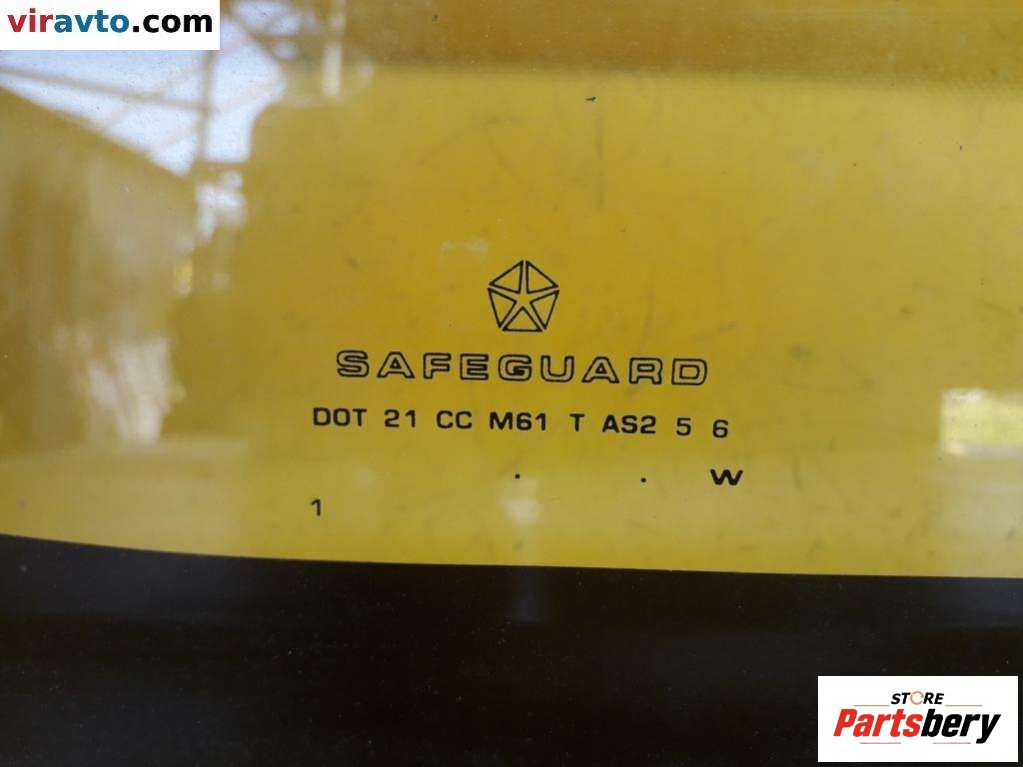 viravto.com
SAFEGUARD
DOT 21 CC M61 T AS2 5 6
. . W
1
STORE
Partsbery